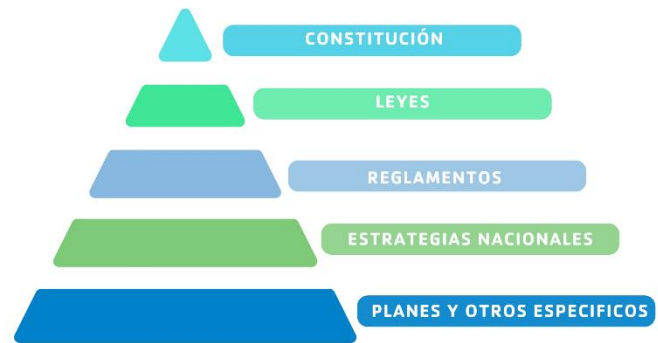 CONSTITUCIÓN
LEYES
REGLAMENTOS
ESTRATEGIAS NACIONALES
PLANES Y OTROS ESPECIFICOS